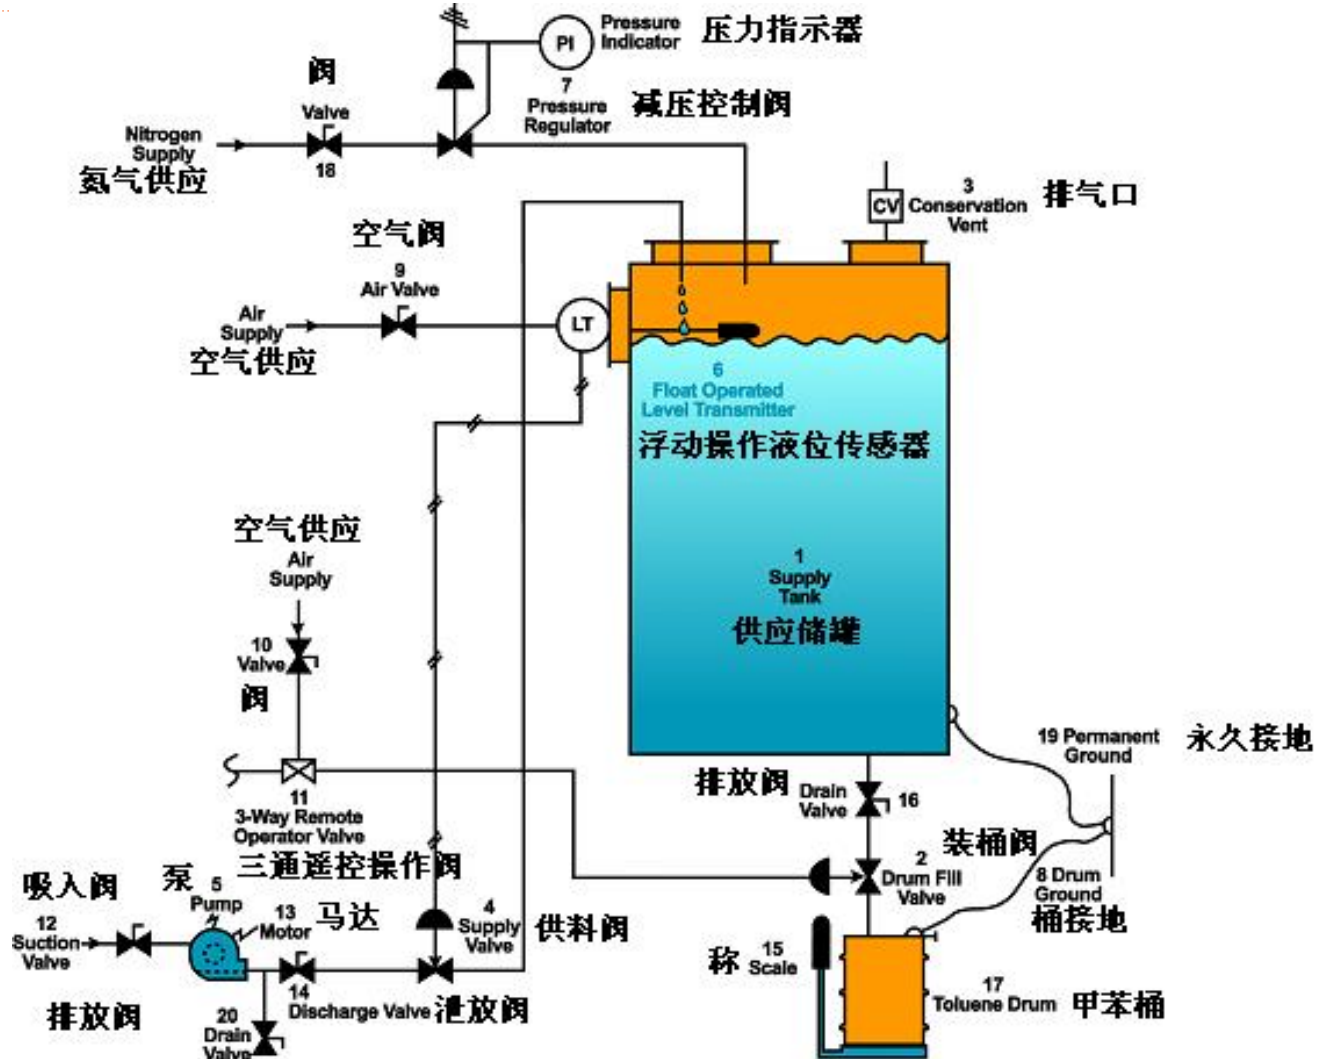 Pressure
Indicator
压力指示器
PI
阀
Valve
18
7
Pressure
Regulator
减压控制阀
Nitrogen
Supply
氮气供应
CV
3
Conservation
Vent
排气口
空气阀
9
Air Valve
Air
Supply
空气供应
LT
6
Float Operated
Level Transmitter
浮动操作液位传感器
空气供应
Air
Supply
1
Supply
Tank
供应储罐
10
Valve
阀
19 Permanent
Ground
永久接地
排放阀
Drain
Valve
16
11
3-Way Remote
Operator Valve
三通遥控操作阀
装桶阀
2
Drum Fill
Valve
8 Drum
Ground
桶接地
吸入阀
12
Suction
Valve
泵
5
Pump
13
Motor
马达
4
Supply
Valve
供料阀
称
15
Scale
17
Toluene Drum
甲苯桶
14
Discharge Valve
泄放阀
排放阀
20
Drain
Valve